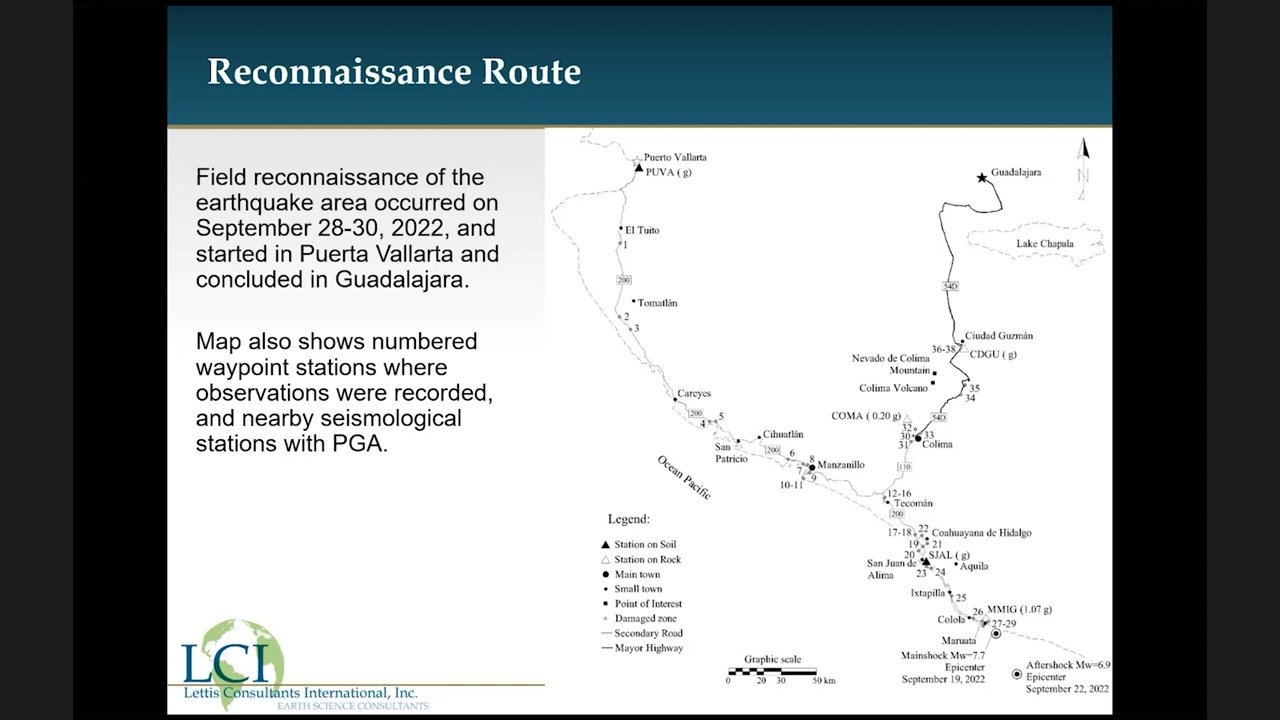 Reconnaissance Route
Field reconnaissance of the
earthquake area occurred on
September 28-30, 2022, and
started in Puerta Vallarta and
concluded in Guadalajara.
Map also shows numbered
waypoint stations where
observations were recorded,
and nearby seismological
stations with PGA.
Puerto Vallarta
PUVA ( g)
Guadalajara
N
El Tuito
1
Lake Chapala
200
54D
Tomatlán
2
3
Ciudad Guzmán
36-38
CDGU ( g)
Nevado de Colima
Mountain
Colima Volcano
35
34
Careyes
200
5
4
COMA ( 0.20 g)
54D
32
30
33
31
Colima
Cihuatlán
San
Patricio
200
6
8
7
Manzanillo
9
10-11
110
Ocean Pacific
12-16
Tecomán
200
Legend:
Station on Soil
Station on Rock
Main town
Small town
Point of Interest
Damaged zone
Secondary Road
Mayor Highway
22
17-18
Coahuayana de Hidalgo
19
21
20
SJAL ( g)
San Juan de
Alima
Aquila
23
24
Ixtapilla
25
26
MMIG (1.07 g)
Colola
27-29
Maruata
Mainshock Mw=7.7
Epicenter
September 19, 2022
Aftershock Mw=6.9
Epicenter
September 22, 2022
Graphic scale
0 20 30 50 km
LCI
Lettis Consultants International, Inc.
EARTH SCIENCE CONSULTANTS